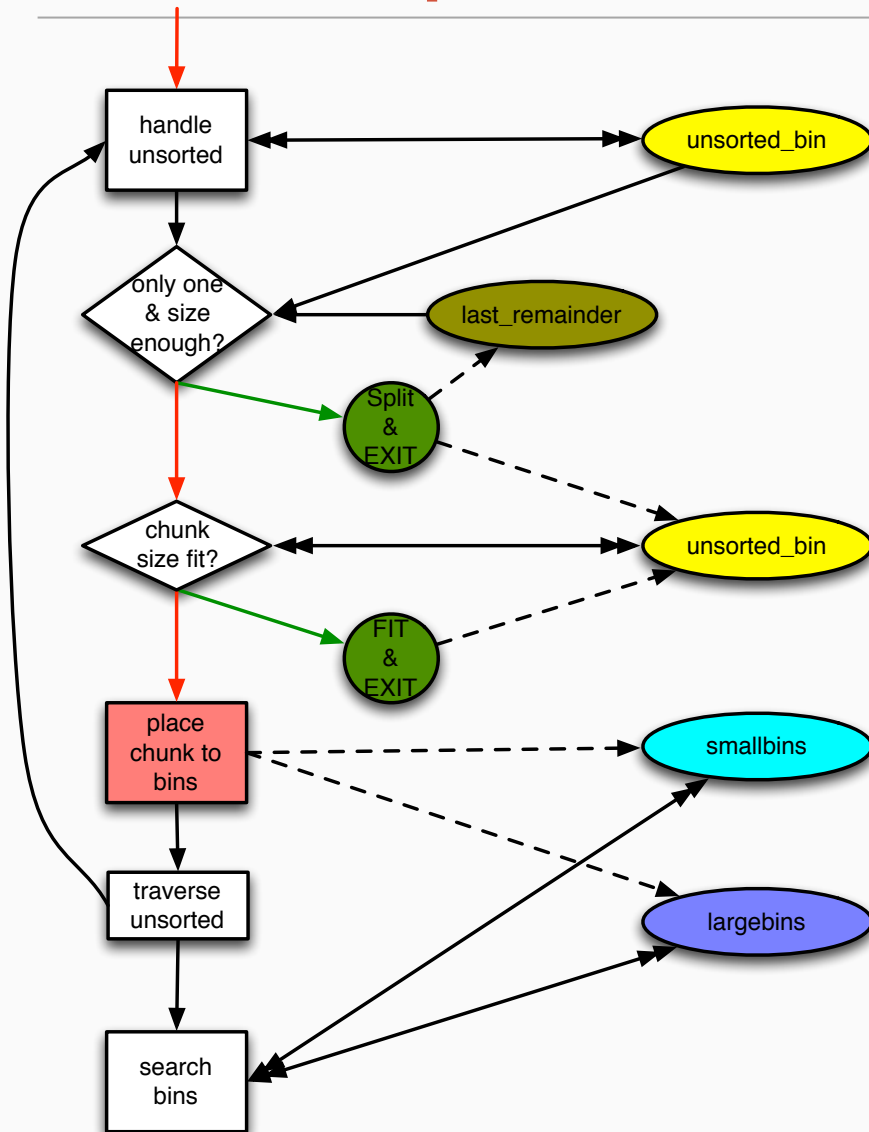 handle
unsorted
unsorted_bin
only one
& size
enough?
last_remainder
Split
&
EXIT
chunk
size fit?
unsorted_bin
FIT
&
EXIT
place
chunk to
bins
smallbins
traverse
unsorted
largebins
search
bins